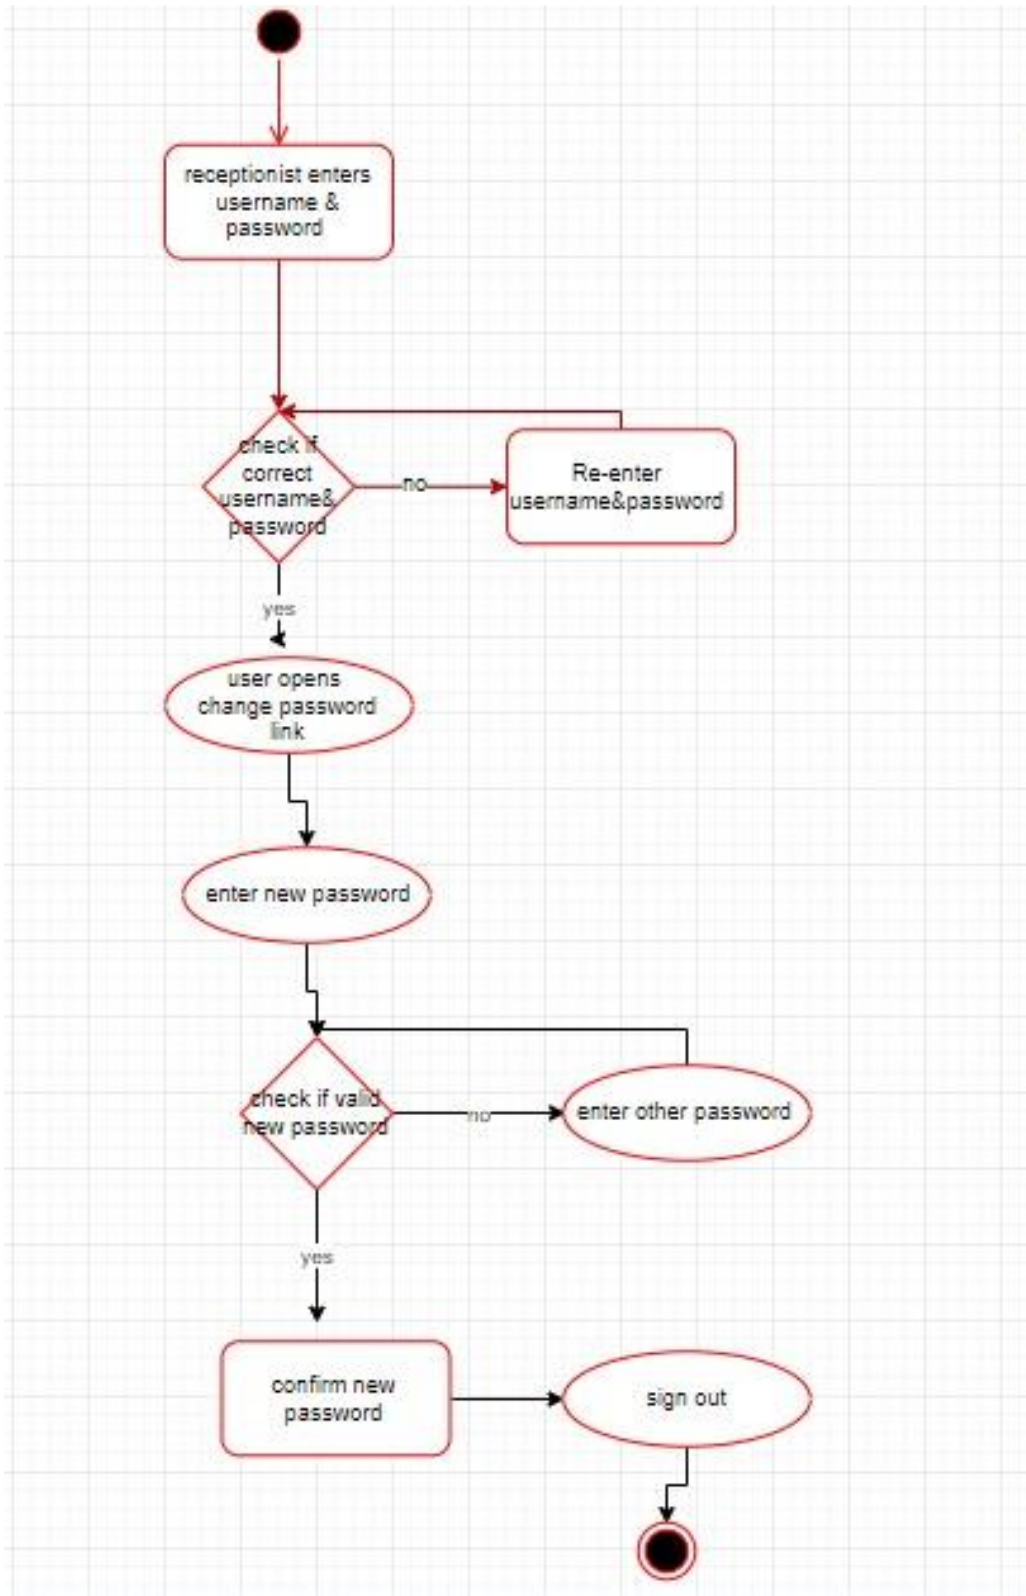 receptionist enters
username &
password
check if
correct
username&
password
no
Re-enter
username&password
yes
user opens
change password
link
enter new password
check if valid
new password
no
enter other password
yes
confirm new
password
sign out